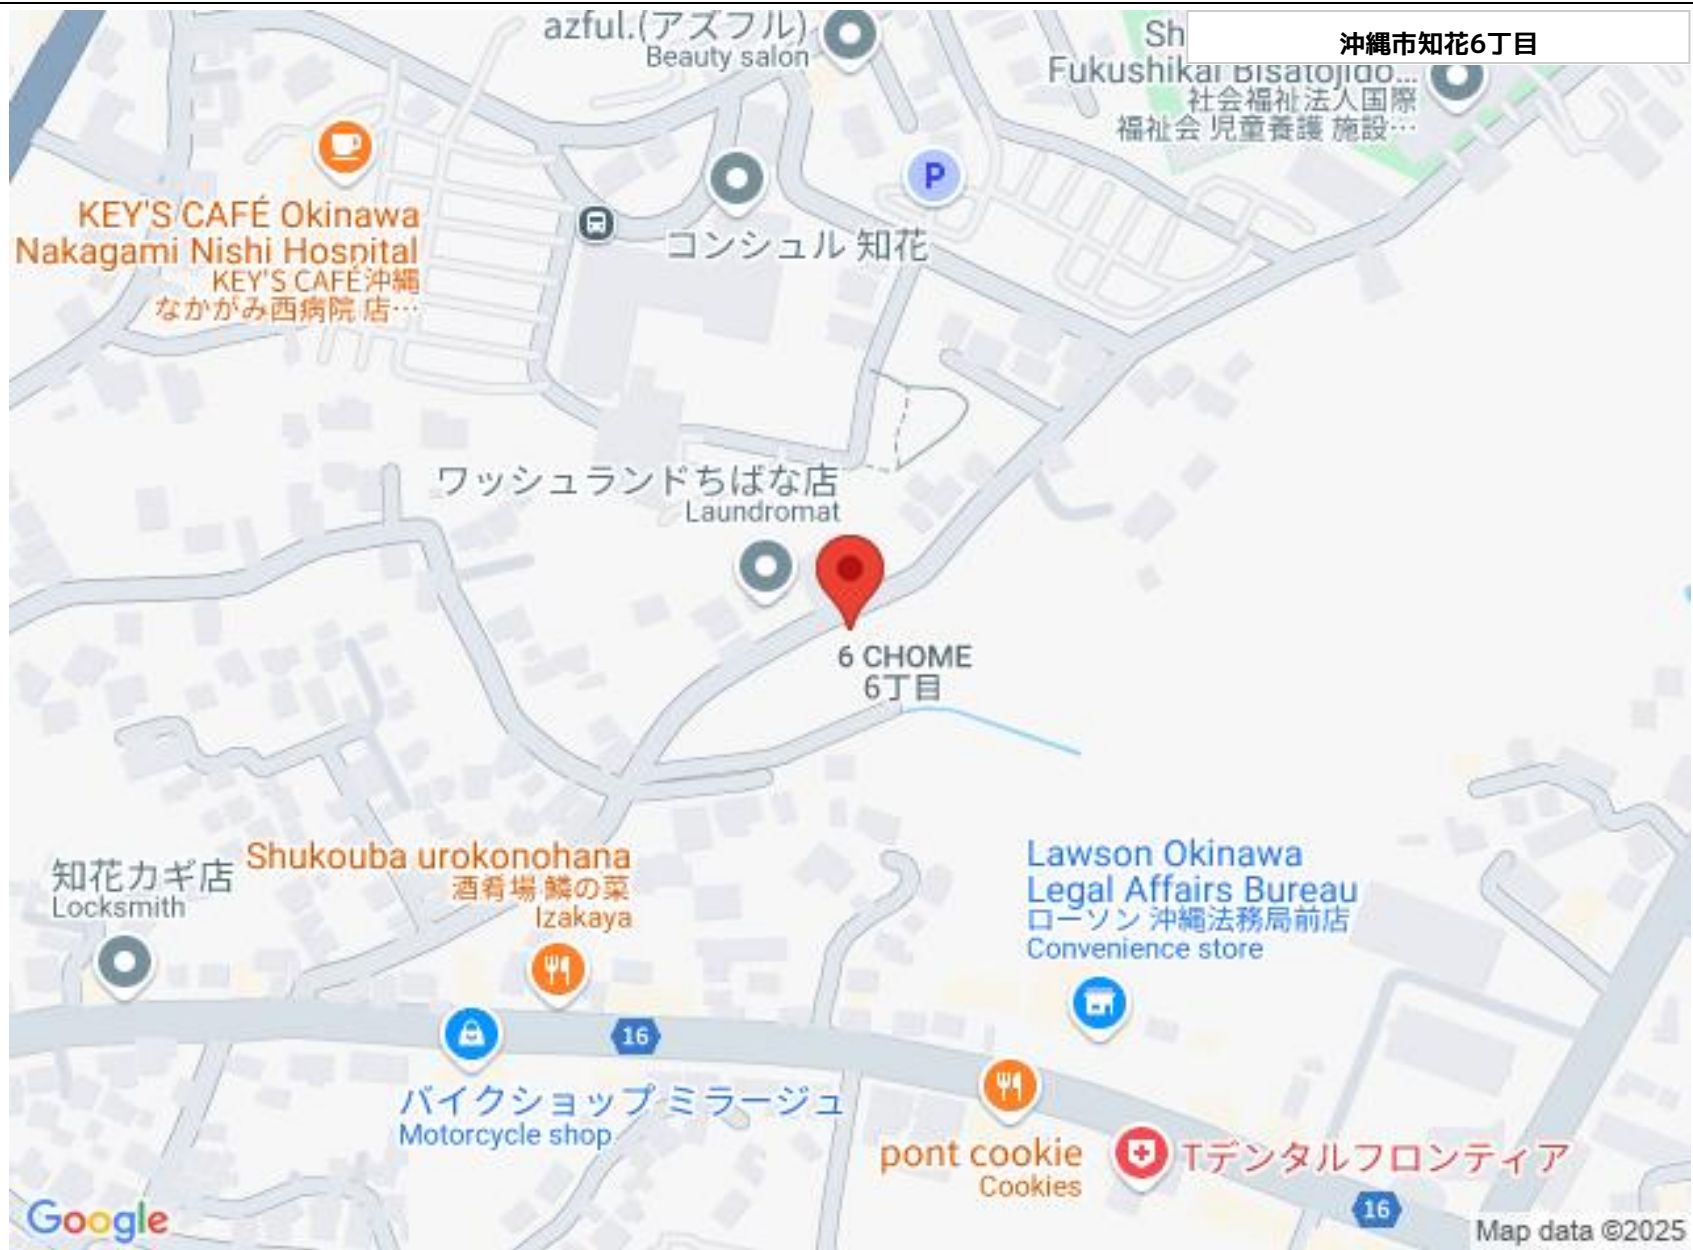 azful.(アズフル)
Beauty salon
Sh
沖縄市知花6丁目
Fukushikai Bisatojido...
社会福祉法人国際
福祉会 児童養護 施設…
P
KEY'S CAFÉ Okinawa
Nakagami Nishi Hospital
KEY'S CAFÉ沖縄
なかがみ西病院 店…
コンシュル 知花
ワッシュランドちばな店
Laundromat
6 CHOME
6丁目
知花カギ店
Locksmith
Shukouba urokonohana
酒肴場 鱗の菜
Izakaya
Lawson Okinawa
Legal Affairs Bureau
ローソン 沖縄法務局前店
Convenience store
16
バイクショップ ミラージュ
Motorcycle shop
pont cookie
Cookies
Tデンタルフロンティア
16
Google
Map data ©2025